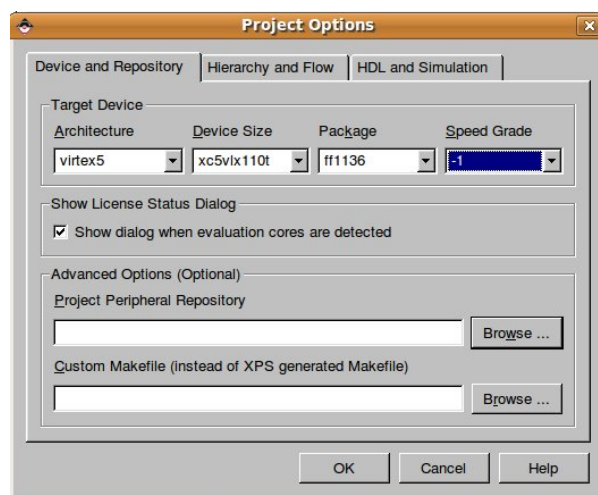 Project Options
Device and Repository Hierarchy and Flow HDL and Simulation
Target Device
Architecture Device Size Package Speed Grade
virtex5 xc5vlx110t ff1136 -1
Show License Status Dialog
Show dialog when evaluation cores are detected
Advanced Options (Optional)
Project Peripheral Repository
Browse ...
Custom Makefile (instead of XPS generated Makefile)
Browse ...
OK Cancel Help